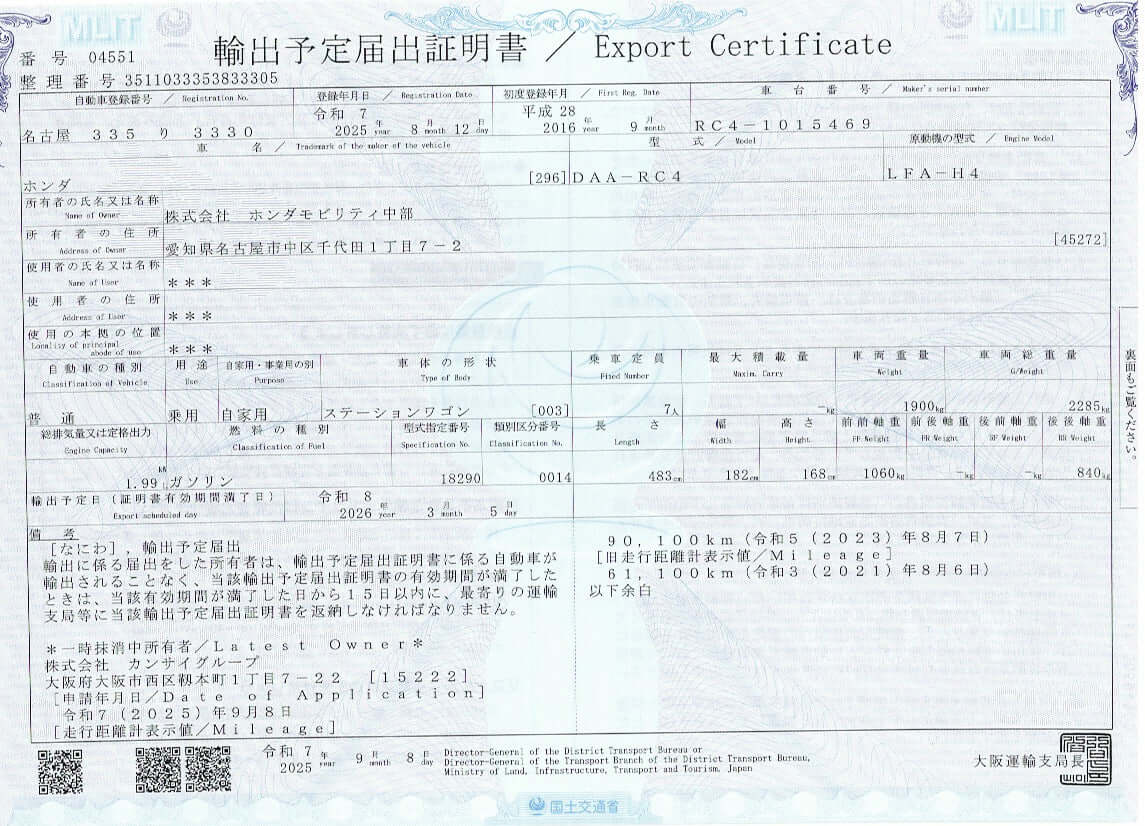 MLIT
MLIT
番号 04551
輸出予定届出証明書 ／ Export Certificate
整理番号 3511033353833305
自動車登録番号 ／ Registration No.
登録年月日 ／ Registration Date
初度登録年月 ／ First Reg. Date
車台番号 ／ Maker's serial number
名古屋 335 り 3330
令和 7
2025 年 year 8 月 month 12 日 day
平成 28
2016 年 year 9 月 month
RC4-1015469
車名 ／ Trademark of the maker of the vehicle
型式 ／ Model
原動機の型式 ／ Engine Model
ホンダ [296]
DAA-RC4
LFA-H4
所有者の氏名又は名称 Name of Owner
株式会社 ホンダモビリティ中部
所有者の住所 Address of Owner
愛知県名古屋市中区千代田1丁目7-2 [45272]
使用者の氏名又は名称 Name of User
＊＊＊
使用者の住所 Address of User
＊＊＊
使用の本拠の位置 Locality of principal abode of use
＊＊＊
自動車の種別 Classification of Vehicle
用途 Use
自家用・事業用の別 Purpose
車体の形状 Type of Body
乗車定員 Fixed Number
最大積載量 Maxim. Carry
車両重量 Weight
車両総重量 G/Weight
普通
乗用
自家用
ステーションワゴン [003]
7人
-kg
1900kg
2285kg
総排気量又は定格出力 Engine Capacity
燃料の種別 Classification of Fuel
型式指定番号 Specification No.
類別区分番号 Classification No.
長さ Length
幅 Width
高さ Height
前前軸重 FF Weight
前後軸重 FR Weight
後前軸重 RF Weight
後後軸重 RR Weight
kW
1.99 L
ガソリン
18290
0014
483cm
182cm
168cm
1060kg
-kg
-kg
840kg
輸出予定日（証明書有効期間満了日） Export scheduled day
令和 8
2026 年 year 3 月 month 5 日 day
備考
[なにわ]，輸出予定届出
輸出に係る届出をした所有者は、輸出予定届出証明書に係る自動車が
輸出されることなく、当該輸出予定届出証明書の有効期間が満了した
ときは、当該有効期間が満了した日から15日以内に、最寄りの運輸
支局等に当該輸出予定届出証明書を返納しなければなりません。
＊一時抹消中所有者／Latest Owner＊
株式会社 カンサイグループ
大阪府大阪市西区靱本町1丁目7-22 [15222]
[申請年月日／Date of Application]
令和7（2025）年9月8日
[走行距離計表示値／Mileage]
90,100km（令和5（2023）年8月7日）
[旧走行距離計表示値／Mileage]
61,100km（令和3（2021）年8月6日）
以下余白
裏面もご覧ください。
令和 7
2025 年 year 9 月 month 8 日 day
Director-General of the District Transport Bureau or
Director-General of the Transport Branch of the District Transport Bureau,
Ministry of Land, Infrastructure, Transport and Tourism, Japan
大阪運輸支局長
国土交通省